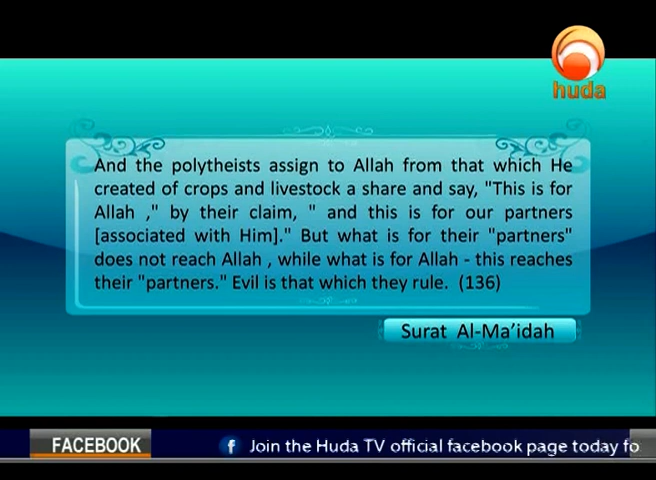 huda
And the polytheists assign to Allah from that which He
created of crops and livestock a share and say, "This is for
Allah ," by their claim, " and this is for our partners
[associated with Him]." But what is for their "partners"
does not reach Allah , while what is for Allah - this reaches
their "partners." Evil is that which they rule. (136)
Surat Al-Ma'idah
FACEBOOK
f Join the Huda TV official facebook page today fo